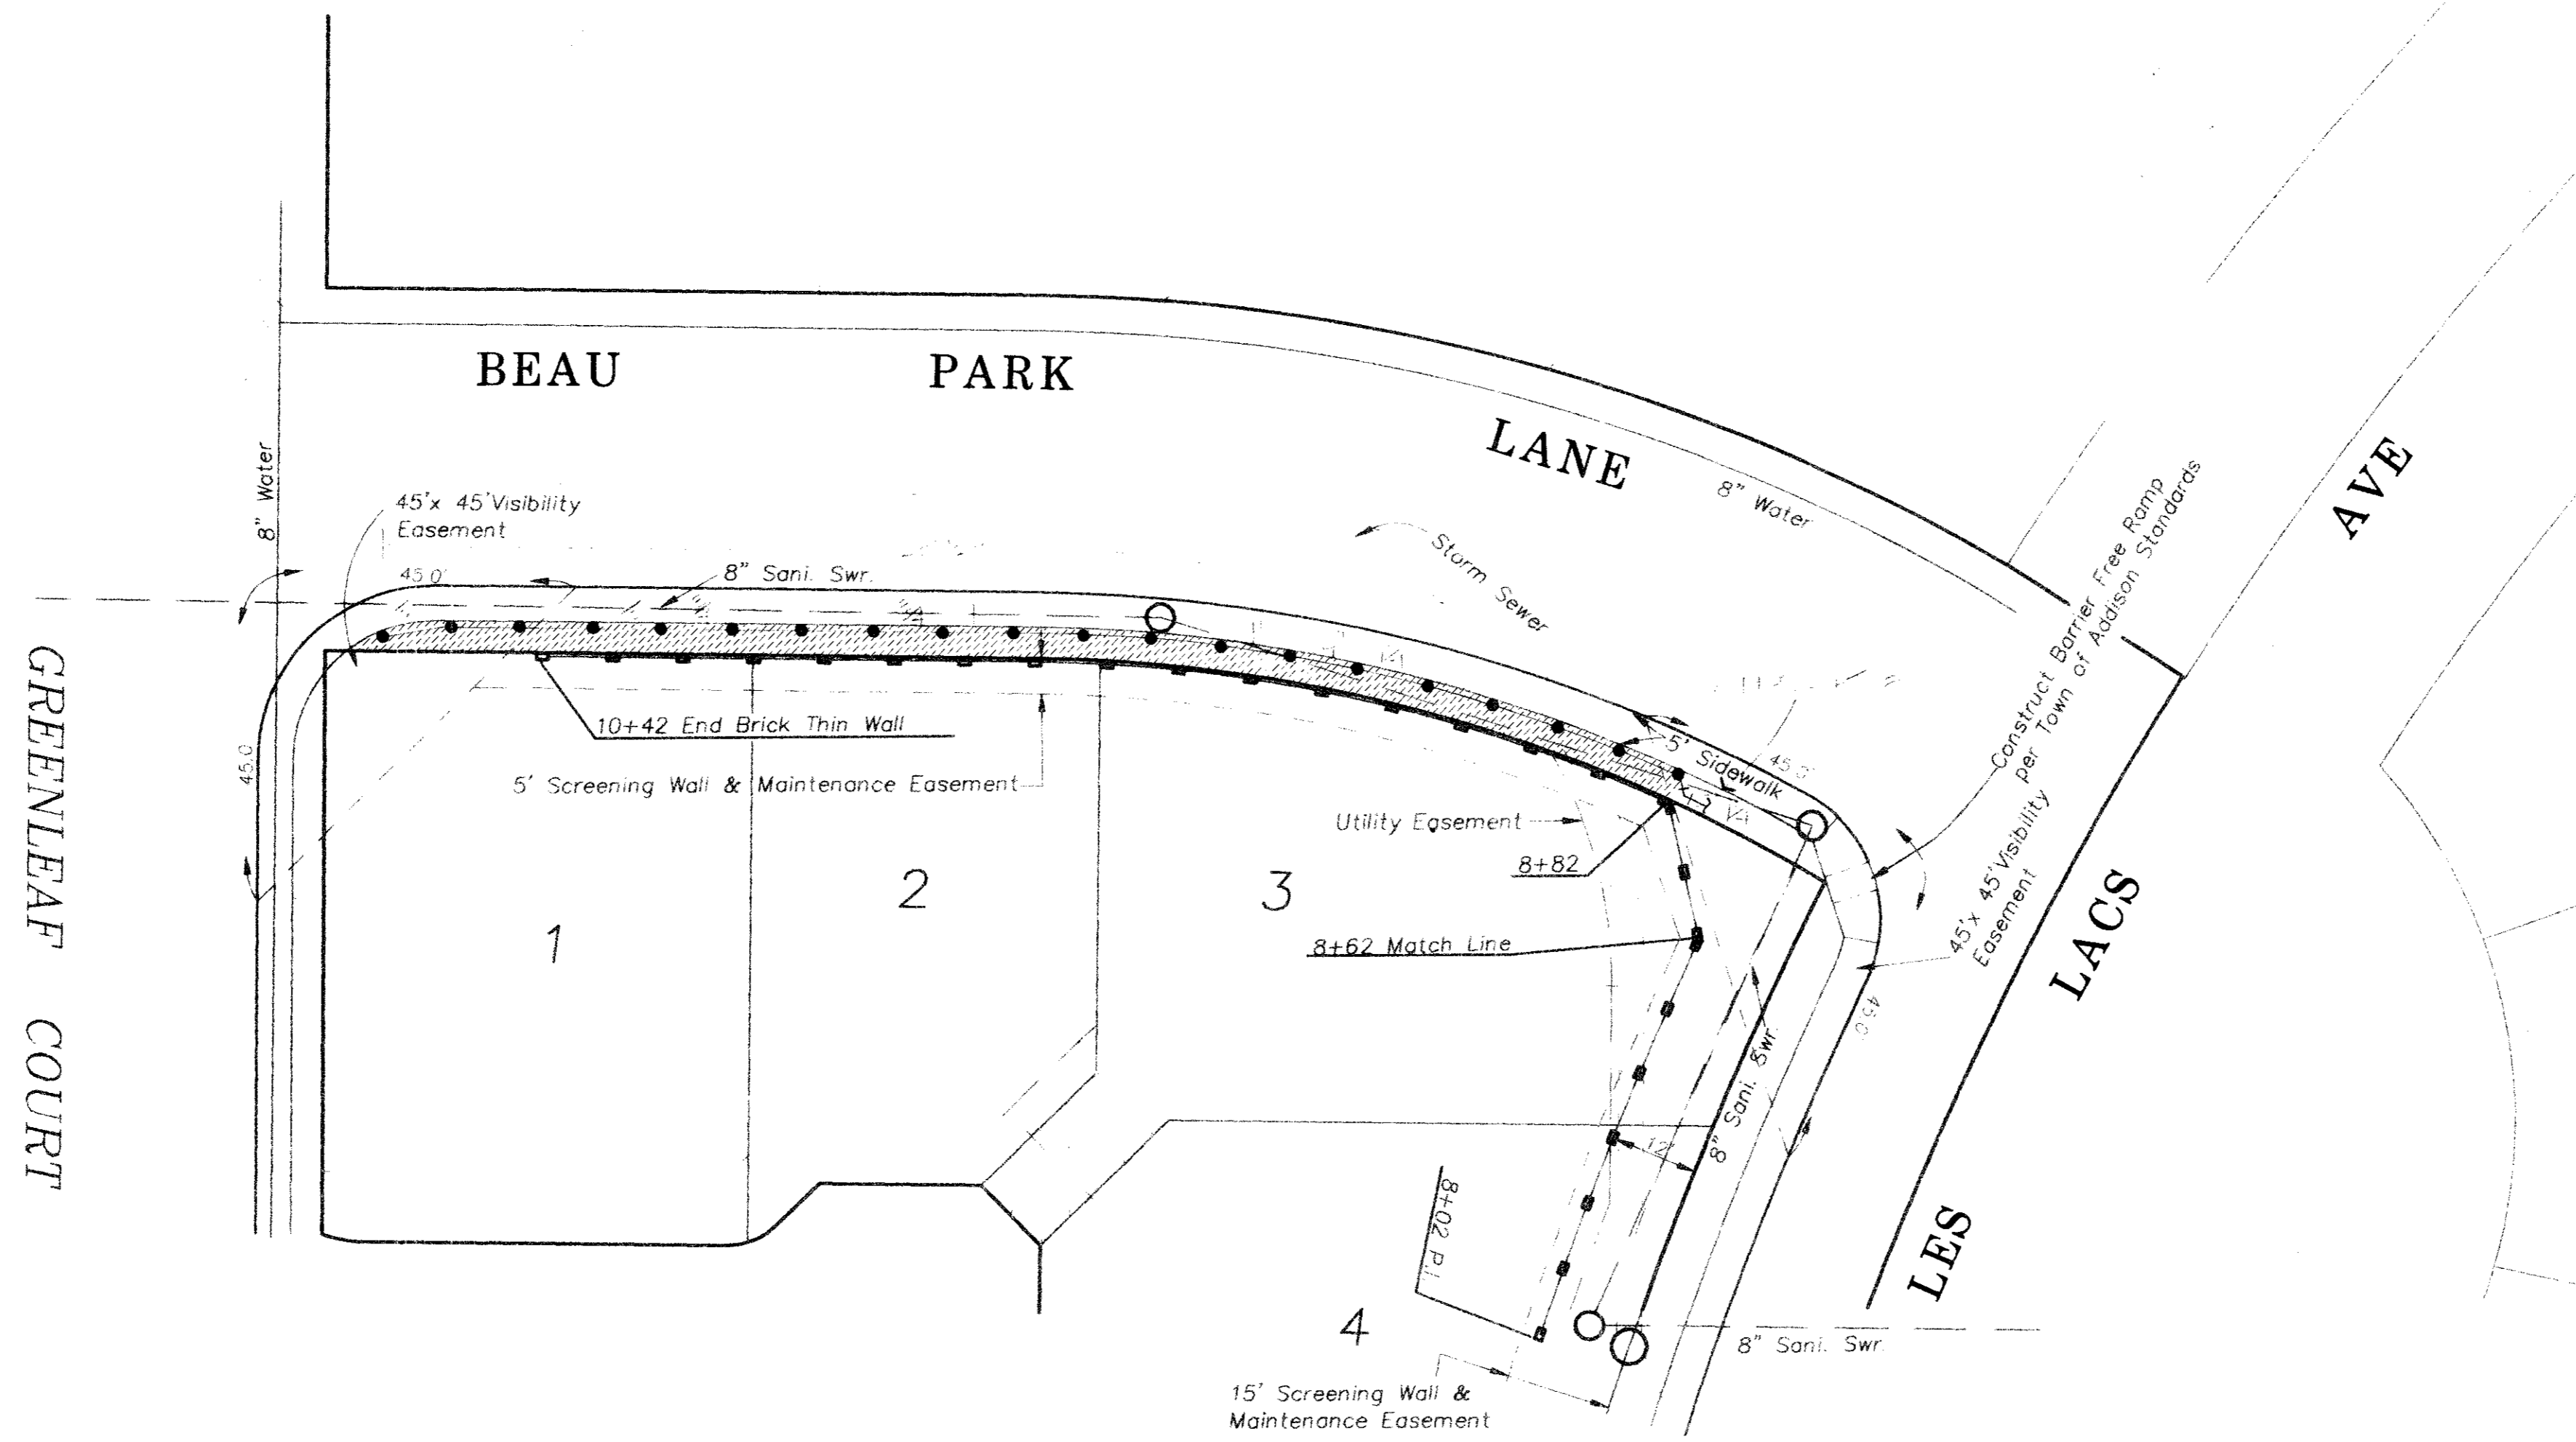 BEAU PARK LANE
8" Water
8" Water
AVE
LACS
LES
GREENLEAF COURT
45'x 45'Visibility
Easement
45.0'
8" Sani. Swr.
Storm Sewer
Construct Barrier Free Ramp
per Town of Addison Standards
45'x 45'Visibility
Easement
10+42 End Brick Thin Wall
5' Sidewalk
45.0'
45.0
5' Screening Wall & Maintenance Easement
Utility Easement
8+82
1
2
3
8+62 Match Line
45.0'
8" Sani. Swr.
12'
8+02 P.I.
4
8" Sani. Swr.
15' Screening Wall &
Maintenance Easement